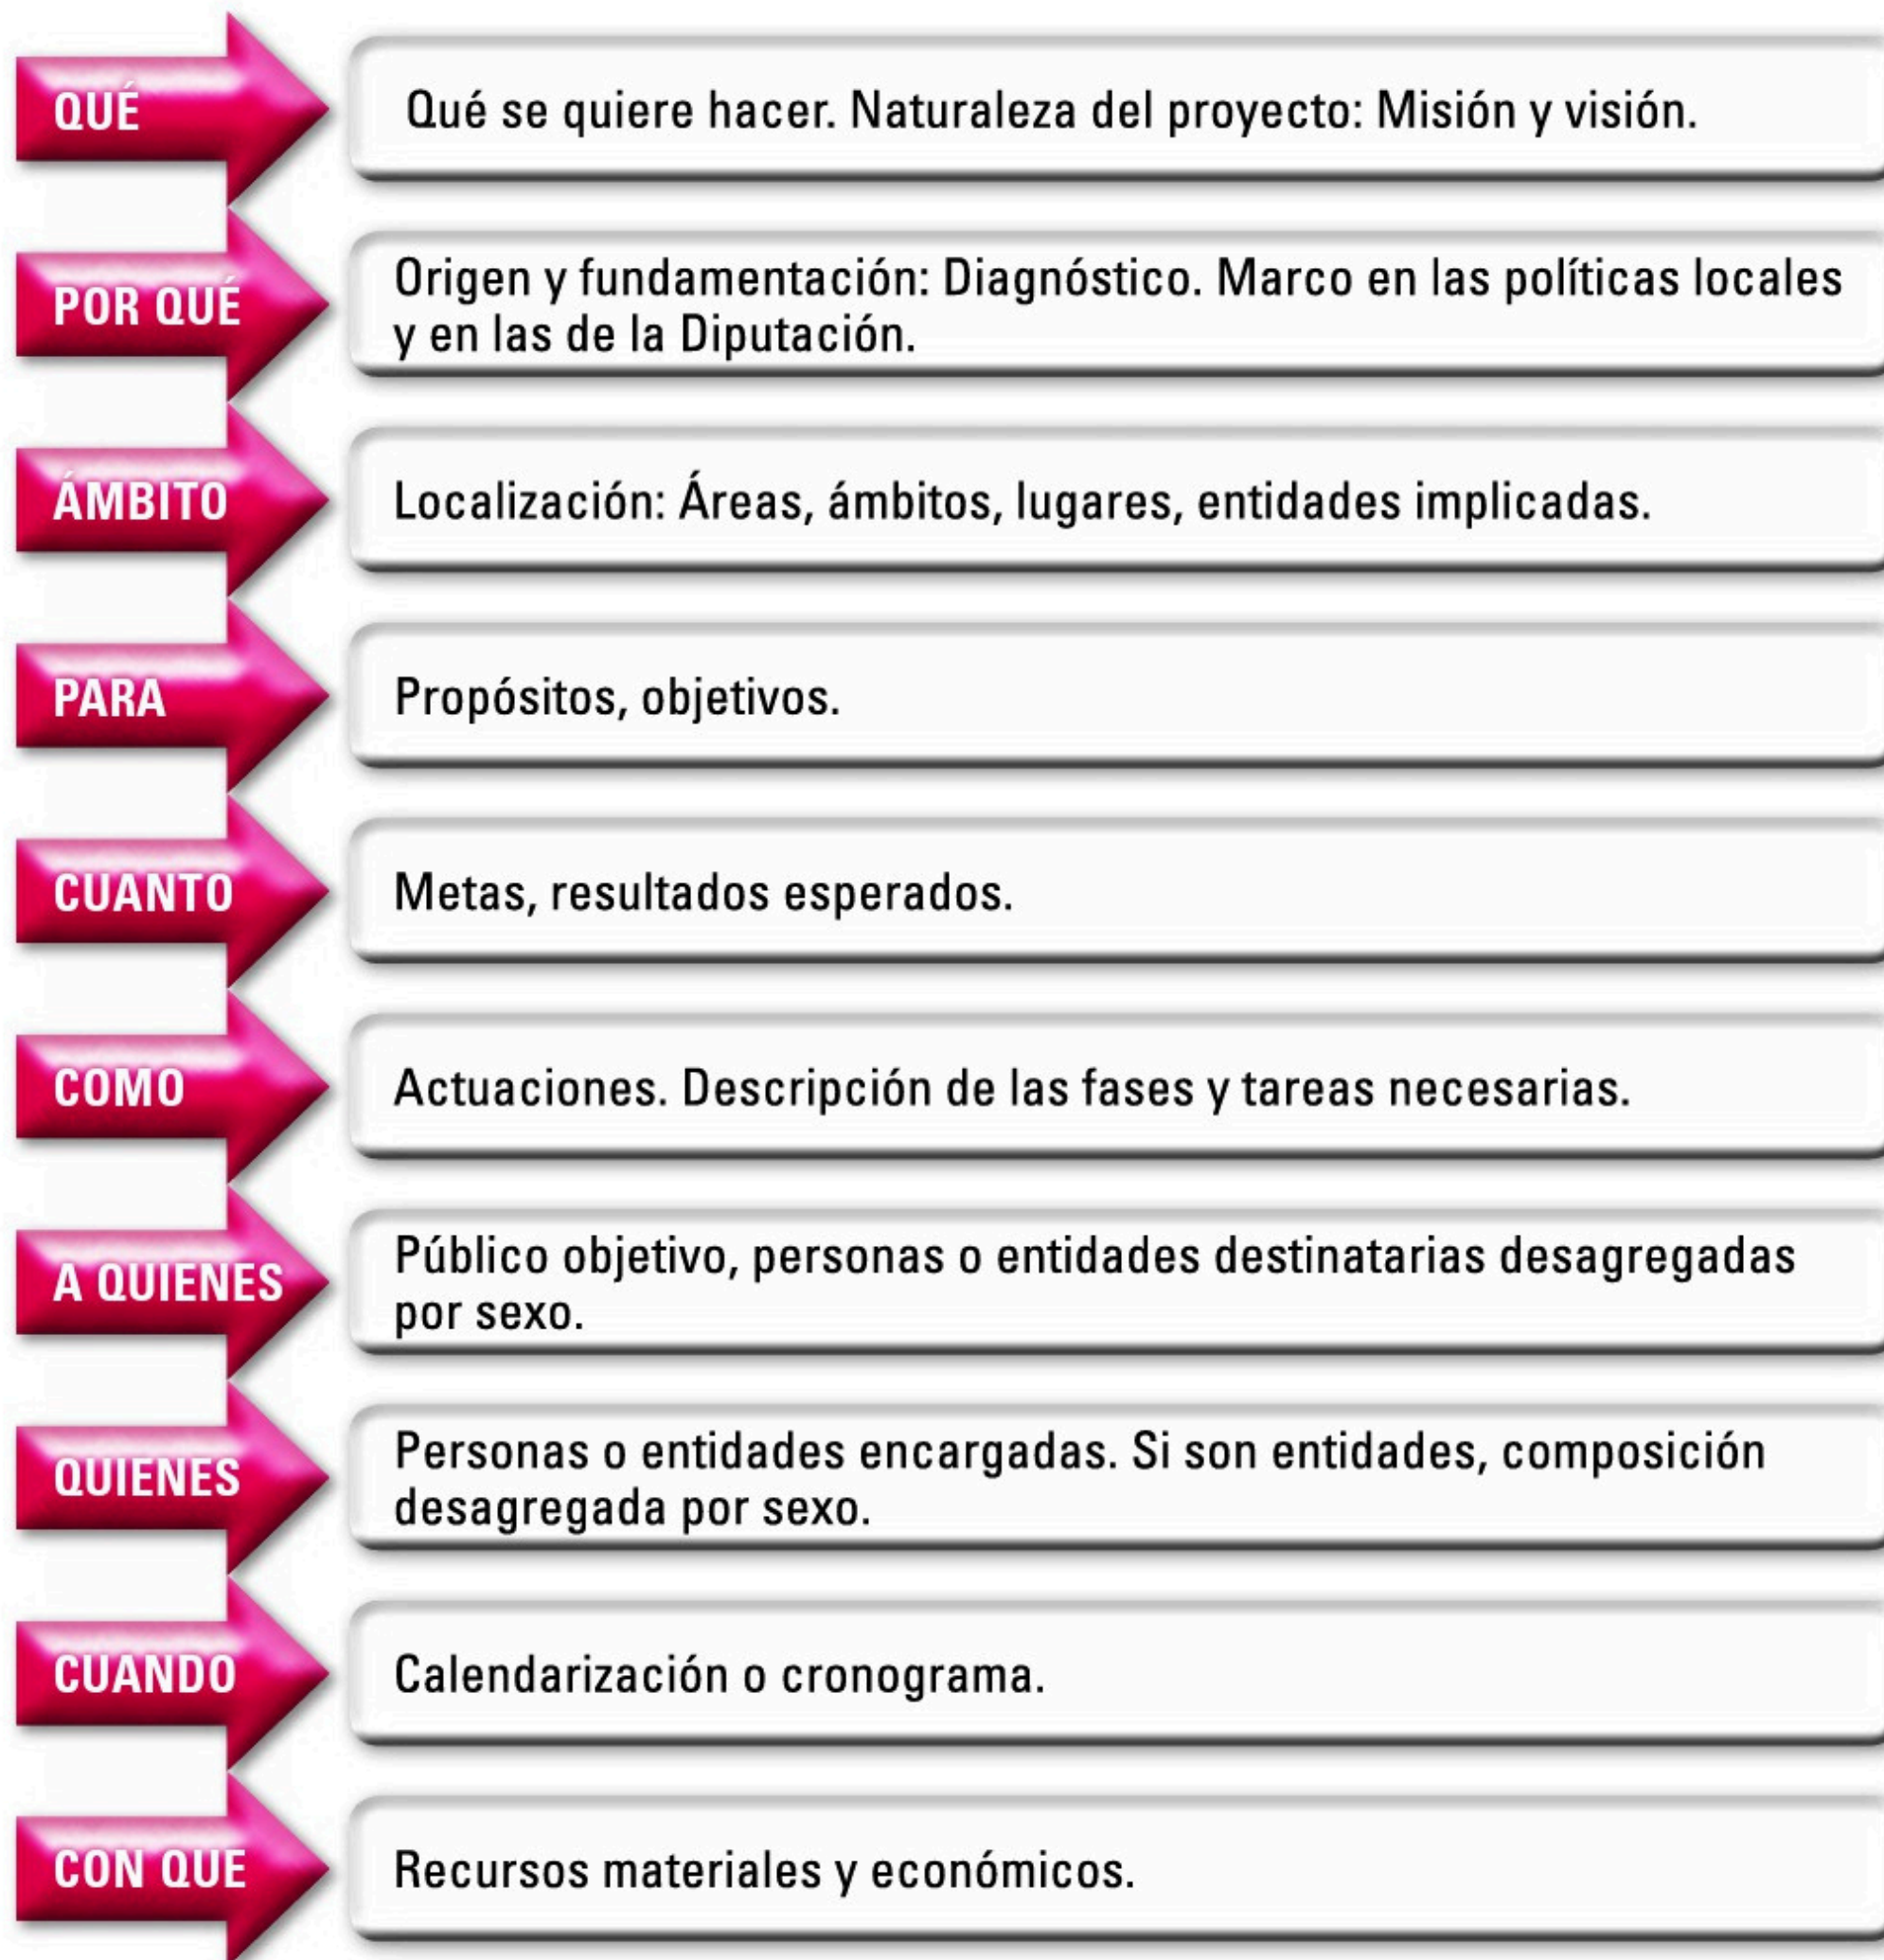 QUÉ
Qué se quiere hacer. Naturaleza del proyecto: Misión y visión.
POR QUÉ
Origen y fundamentación: Diagnóstico. Marco en las políticas locales
y en las de la Diputación.
ÁMBITO
Localización: Áreas, ámbitos, lugares, entidades implicadas.
PARA
Propósitos, objetivos.
CUANTO
Metas, resultados esperados.
COMO
Actuaciones. Descripción de las fases y tareas necesarias.
A QUIENES
Público objetivo, personas o entidades destinatarias desagregadas
por sexo.
QUIENES
Personas o entidades encargadas. Si son entidades, composición
desagregada por sexo.
CUANDO
Calendarización o cronograma.
CON QUE
Recursos materiales y económicos.